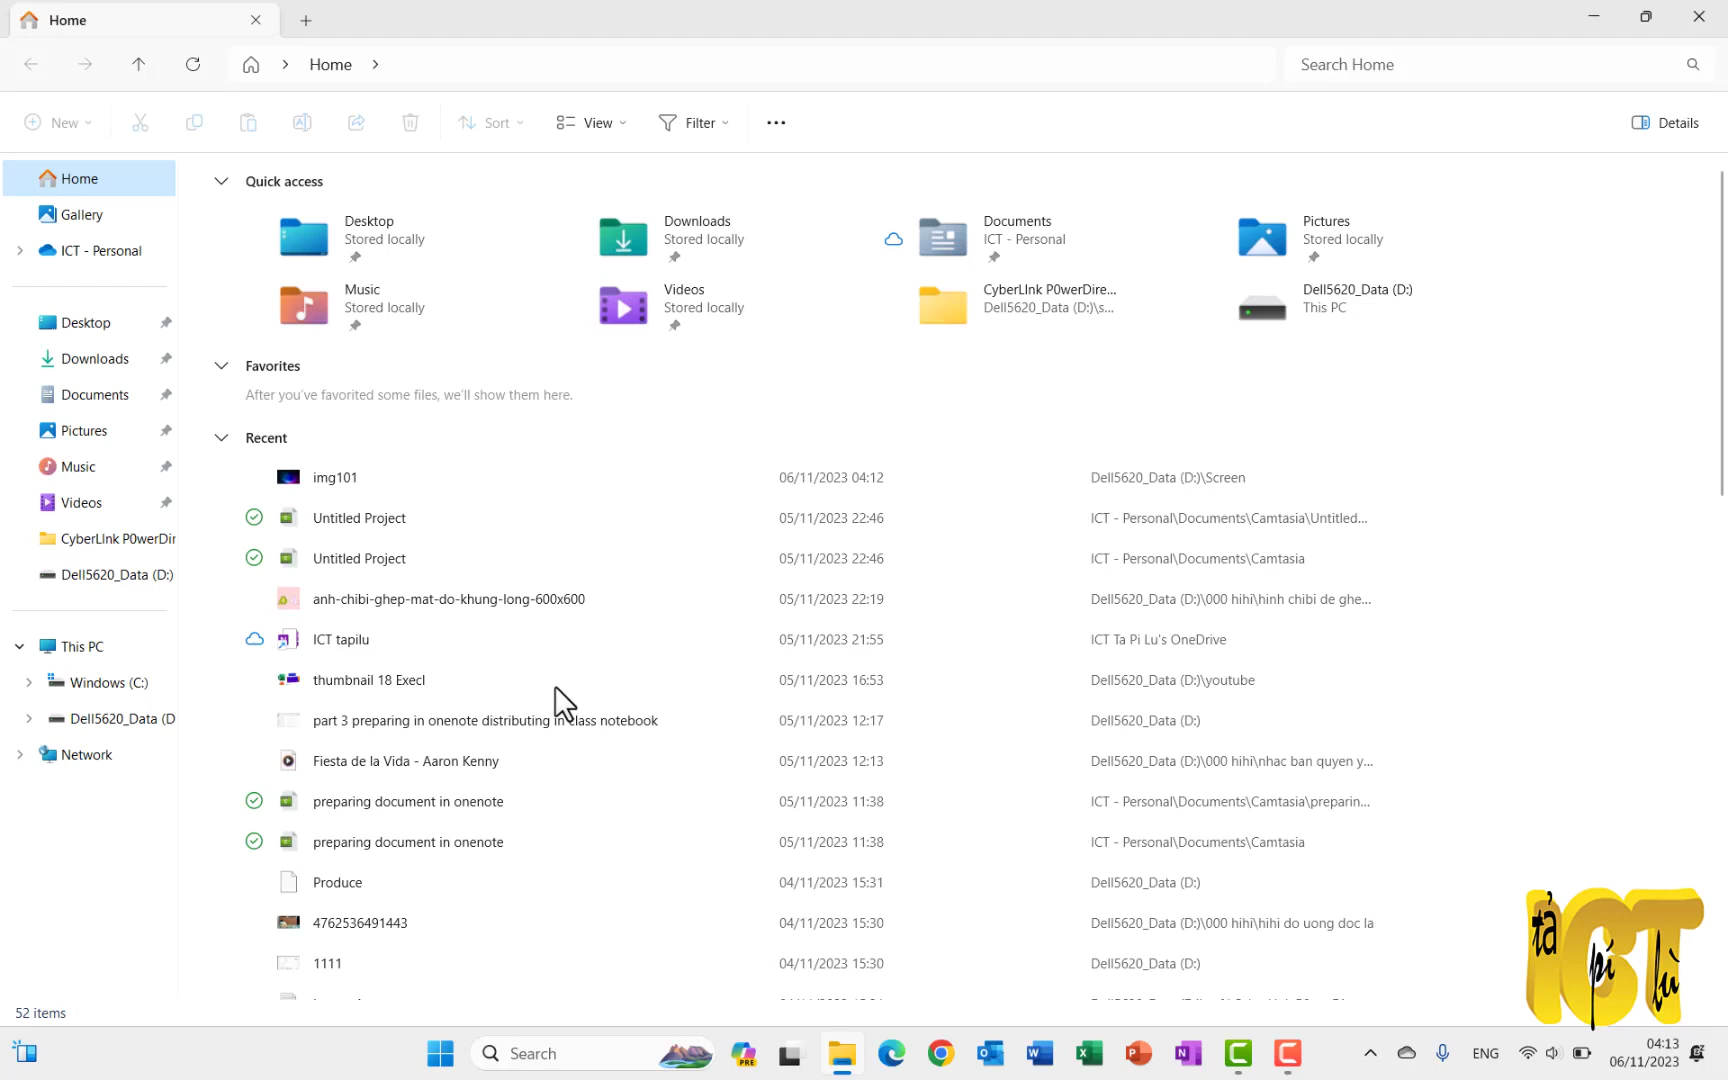 Home
Home
Search Home
New
Sort
View
Filter
Details
Home
Gallery
ICT - Personal
Desktop
Downloads
Documents
Pictures
Music
Videos
CyberLInk P0werDir
Dell5620_Data (D:)
This PC
Windows (C:)
Dell5620_Data (D
Network
Quick access
Desktop
Stored locally
Downloads
Stored locally
Documents
ICT - Personal
Pictures
Stored locally
Music
Stored locally
Videos
Stored locally
CyberLInk P0werDire...
Dell5620_Data (D:)\s...
Dell5620_Data (D:)
This PC
Favorites
After you've favorited some files, we'll show them here.
Recent
img101 06/11/2023 04:12 Dell5620_Data (D:)\Screen
Untitled Project 05/11/2023 22:46 ICT - Personal\Documents\Camtasia\Untitled...
Untitled Project 05/11/2023 22:46 ICT - Personal\Documents\Camtasia
anh-chibi-ghep-mat-do-khung-long-600x600 05/11/2023 22:19 Dell5620_Data (D:)\000 hihi\hinh chibi de ghe...
ICT tapilu 05/11/2023 21:55 ICT Ta Pi Lu's OneDrive
thumbnail 18 Execl 05/11/2023 16:53 Dell5620_Data (D:)\youtube
part 3 preparing in onenote distributing in class notebook 05/11/2023 12:17 Dell5620_Data (D:)
Fiesta de la Vida - Aaron Kenny 05/11/2023 12:13 Dell5620_Data (D:)\000 hihi\nhac ban quyen y...
preparing document in onenote 05/11/2023 11:38 ICT - Personal\Documents\Camtasia\preparin...
preparing document in onenote 05/11/2023 11:38 ICT - Personal\Documents\Camtasia
Produce 04/11/2023 15:31 Dell5620_Data (D:)
4762536491443 04/11/2023 15:30 Dell5620_Data (D:)\000 hihi\hihi do uong doc la
1111 04/11/2023 15:30 Dell5620_Data (D:)
ICT
tả
pí
lù
52 items
Search
PRE
ENG
04:13
06/11/2023